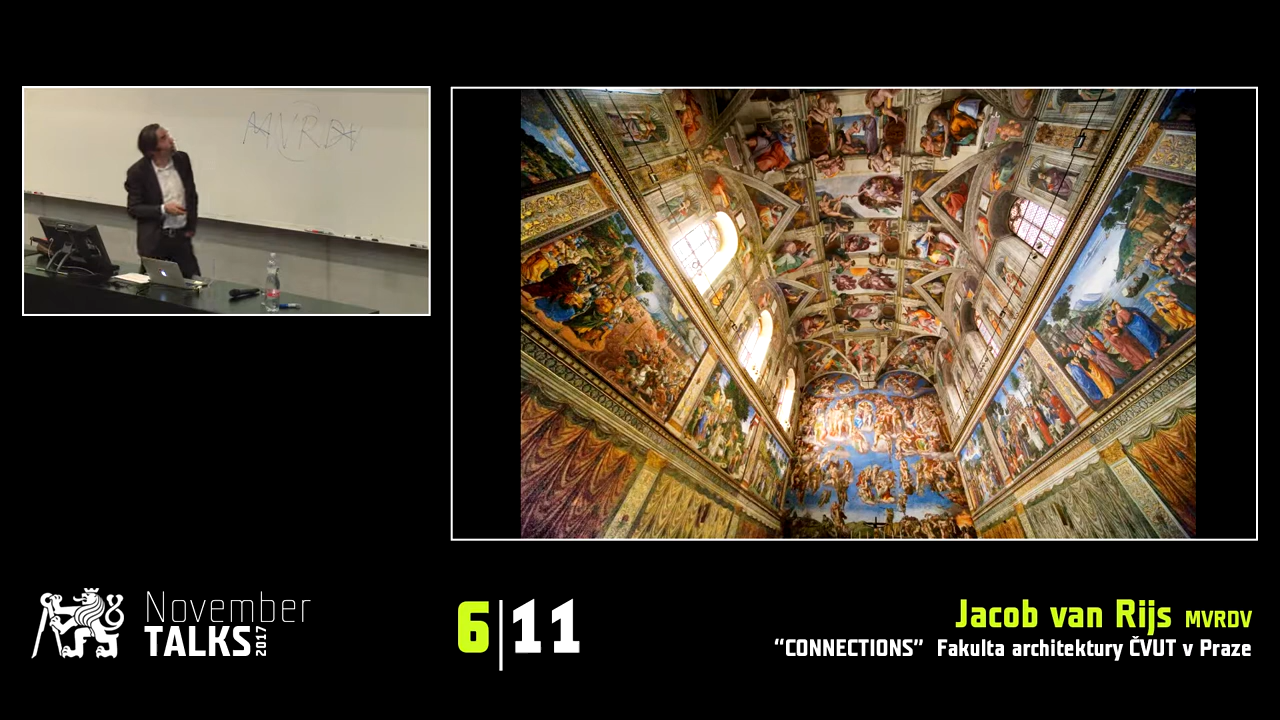 MVRDV
November
TALKS 2017
6|11
Jacob van Rijs MVRDV
“CONNECTIONS” Fakulta architektury ČVUT v Praze